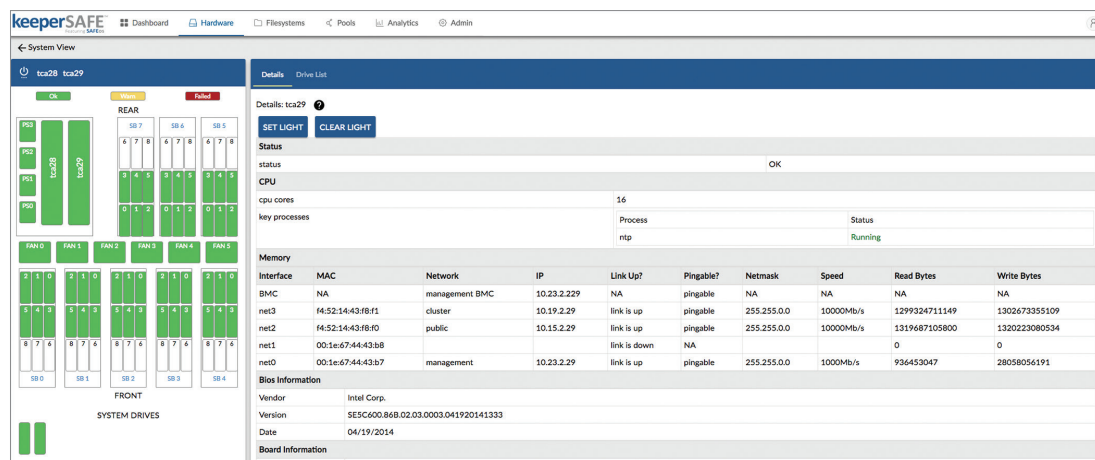 keeperSAFE Dashboard Hardware Filesystems Pools Analytics Admin
System View
tca28 tca29
Ok Warn Failed
REAR
PS3 PS2 PS1 PS0
tca28 tca29
SB 7 SB 6 SB 5
6 7 8 6 7 8 6 7 8
3 4 5 3 4 5 3 4 5
0 1 2 0 1 2 0 1 2
FAN 0 FAN 1 FAN 2 FAN 3 FAN 4 FAN 5
2 1 0 2 1 0 2 1 0 2 1 0 2 1 0
5 4 3 5 4 3 5 4 3 5 4 3 5 4 3
8 7 6 8 7 6 8 7 6 8 7 6 8 7 6
SB 0 SB 1 SB 2 SB 3 SB 4
FRONT
SYSTEM DRIVES
Details Drive List
Details: tca29 ?
SET LIGHT CLEAR LIGHT
Status
status OK
CPU
cpu cores 16
key processes Process Status
ntp Running
Memory
Interface MAC Network IP Link Up? Pingable? Netmask Speed Read Bytes Write Bytes
BMC NA management BMC 10.23.2.229 NA pingable NA NA NA NA
net3 f4:52:14:43:f8:f1 cluster 10.19.2.29 link is up pingable 255.255.0.0 10000Mb/s 1299324711149 1302673355109
net2 f4:52:14:43:f8:f0 public 10.15.2.29 link is up pingable 255.255.0.0 10000Mb/s 1319687105800 1320223080534
net1 00:1e:67:44:43:b8 link is down NA 0 0
net0 00:1e:67:44:43:b7 management 10.23.2.29 link is up pingable 255.255.0.0 1000Mb/s 936453047 28058056191
Bios Information
Vendor Intel Corp.
Version SE5C600.86B.02.03.0003.041920141333
Date 04/19/2014
Board Information